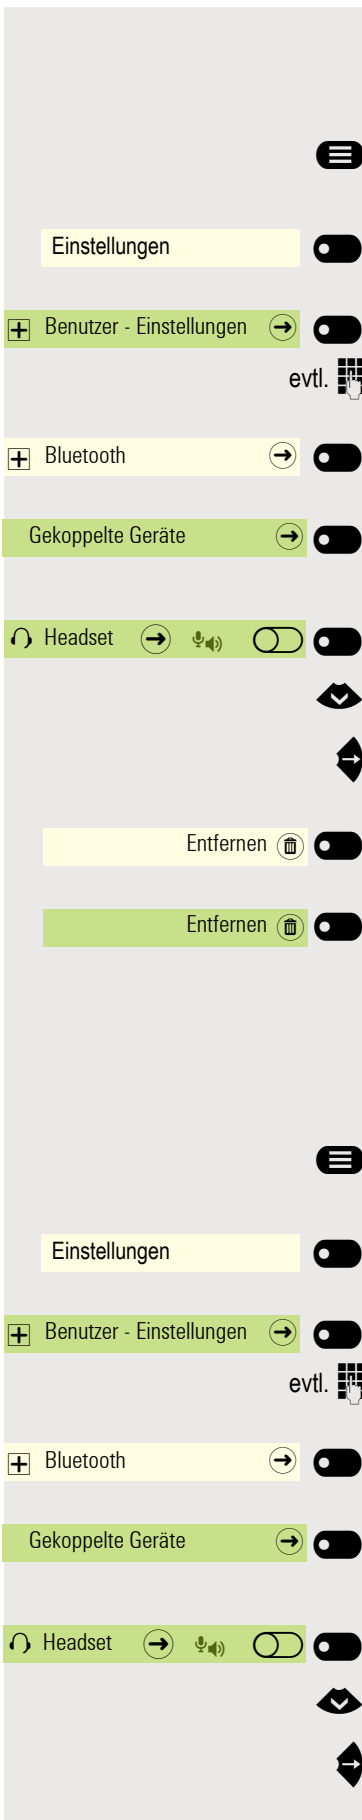 Einstellungen
Benutzer - Einstellungen
evtl.
Bluetooth
Gekoppelte Geräte
Headset
Entfernen
Entfernen
Einstellungen
Benutzer - Einstellungen
evtl.
Bluetooth
Gekoppelte Geräte
Headset